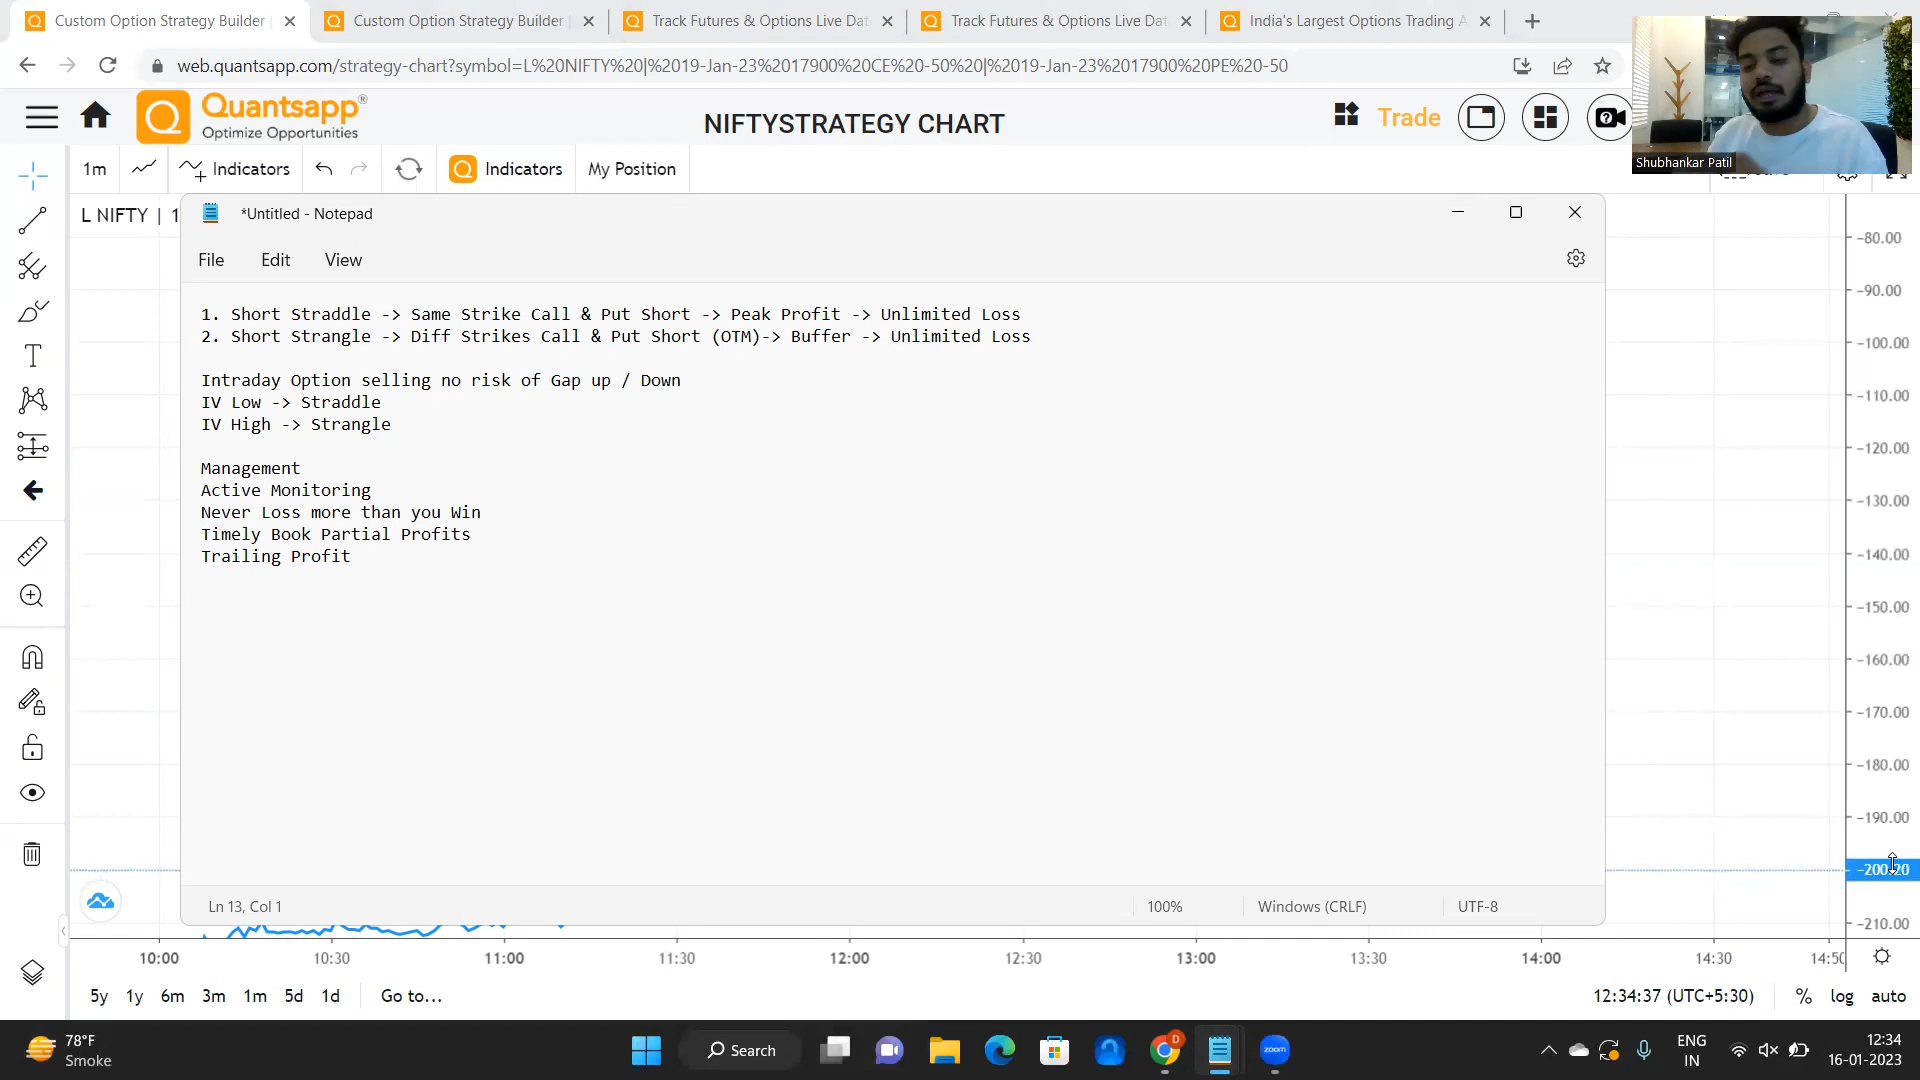 Custom Option Strategy Builder
Custom Option Strategy Builder
Track Futures & Options Live Dat
Track Futures & Options Live Dat
India's Largest Options Trading A
web.quantsapp.com/strategy-chart?symbol=L%20NIFTY%20|%2019-Jan-23%2017900%20CE%20-50%20|%2019-Jan-23%2017900%20PE%20-50
Quantsapp®
Optimize Opportunities
NIFTYSTRATEGY CHART
Trade
Shubhankar Patil
1m
Indicators
Indicators
My Position
L NIFTY | 1
*Untitled - Notepad
File Edit View
1. Short Straddle -> Same Strike Call & Put Short -> Peak Profit -> Unlimited Loss
2. Short Strangle -> Diff Strikes Call & Put Short (OTM)-> Buffer -> Unlimited Loss
Intraday Option selling no risk of Gap up / Down
IV Low -> Straddle
IV High -> Strangle
Management
Active Monitoring
Never Loss more than you Win
Timely Book Partial Profits
Trailing Profit
Ln 13, Col 1
100%
Windows (CRLF)
UTF-8
-80.00
-90.00
-100.00
-110.00
-120.00
-130.00
-140.00
-150.00
-160.00
-170.00
-180.00
-190.00
-200.20
-210.00
10:00 10:30 11:00 11:30 12:00 12:30 13:00 13:30 14:00 14:30 14:50
5y 1y 6m 3m 1m 5d 1d Go to...
12:34:37 (UTC+5:30) % log auto
78°F
Smoke
Search
zoom
ENG
IN
12:34
16-01-2023